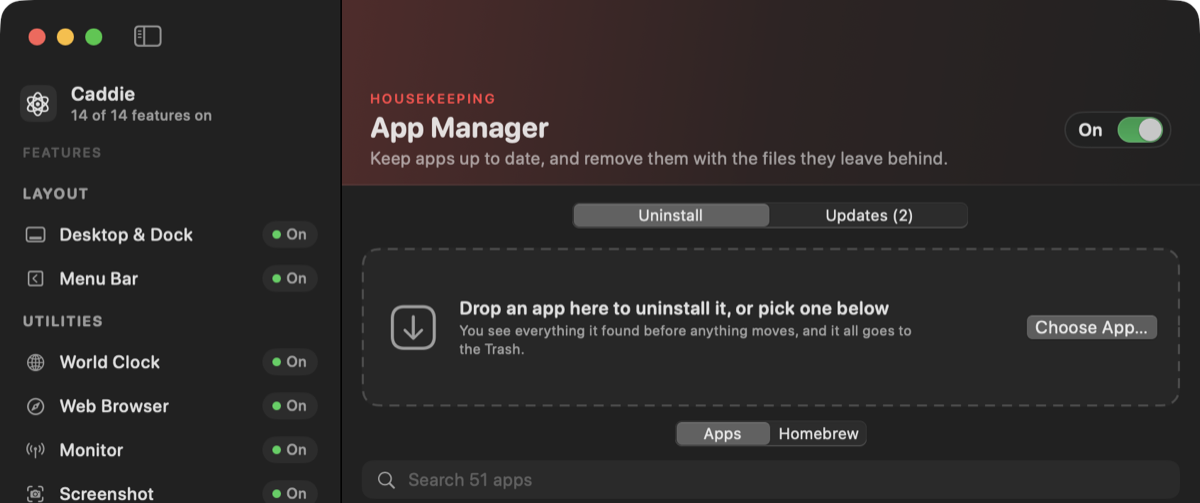 Caddie
14 of 14 features on
FEATURES
LAYOUT
Desktop & Dock
On
Menu Bar
On
UTILITIES
World Clock
On
Web Browser
On
Monitor
On
Screenshot
On
HOUSEKEEPING
App Manager
Keep apps up to date, and remove them with the files they leave behind.
On
Uninstall
Updates (2)
Drop an app here to uninstall it, or pick one below
You see everything it found before anything moves, and it all goes to
the Trash.
Choose App...
Apps
Homebrew
Search 51 apps